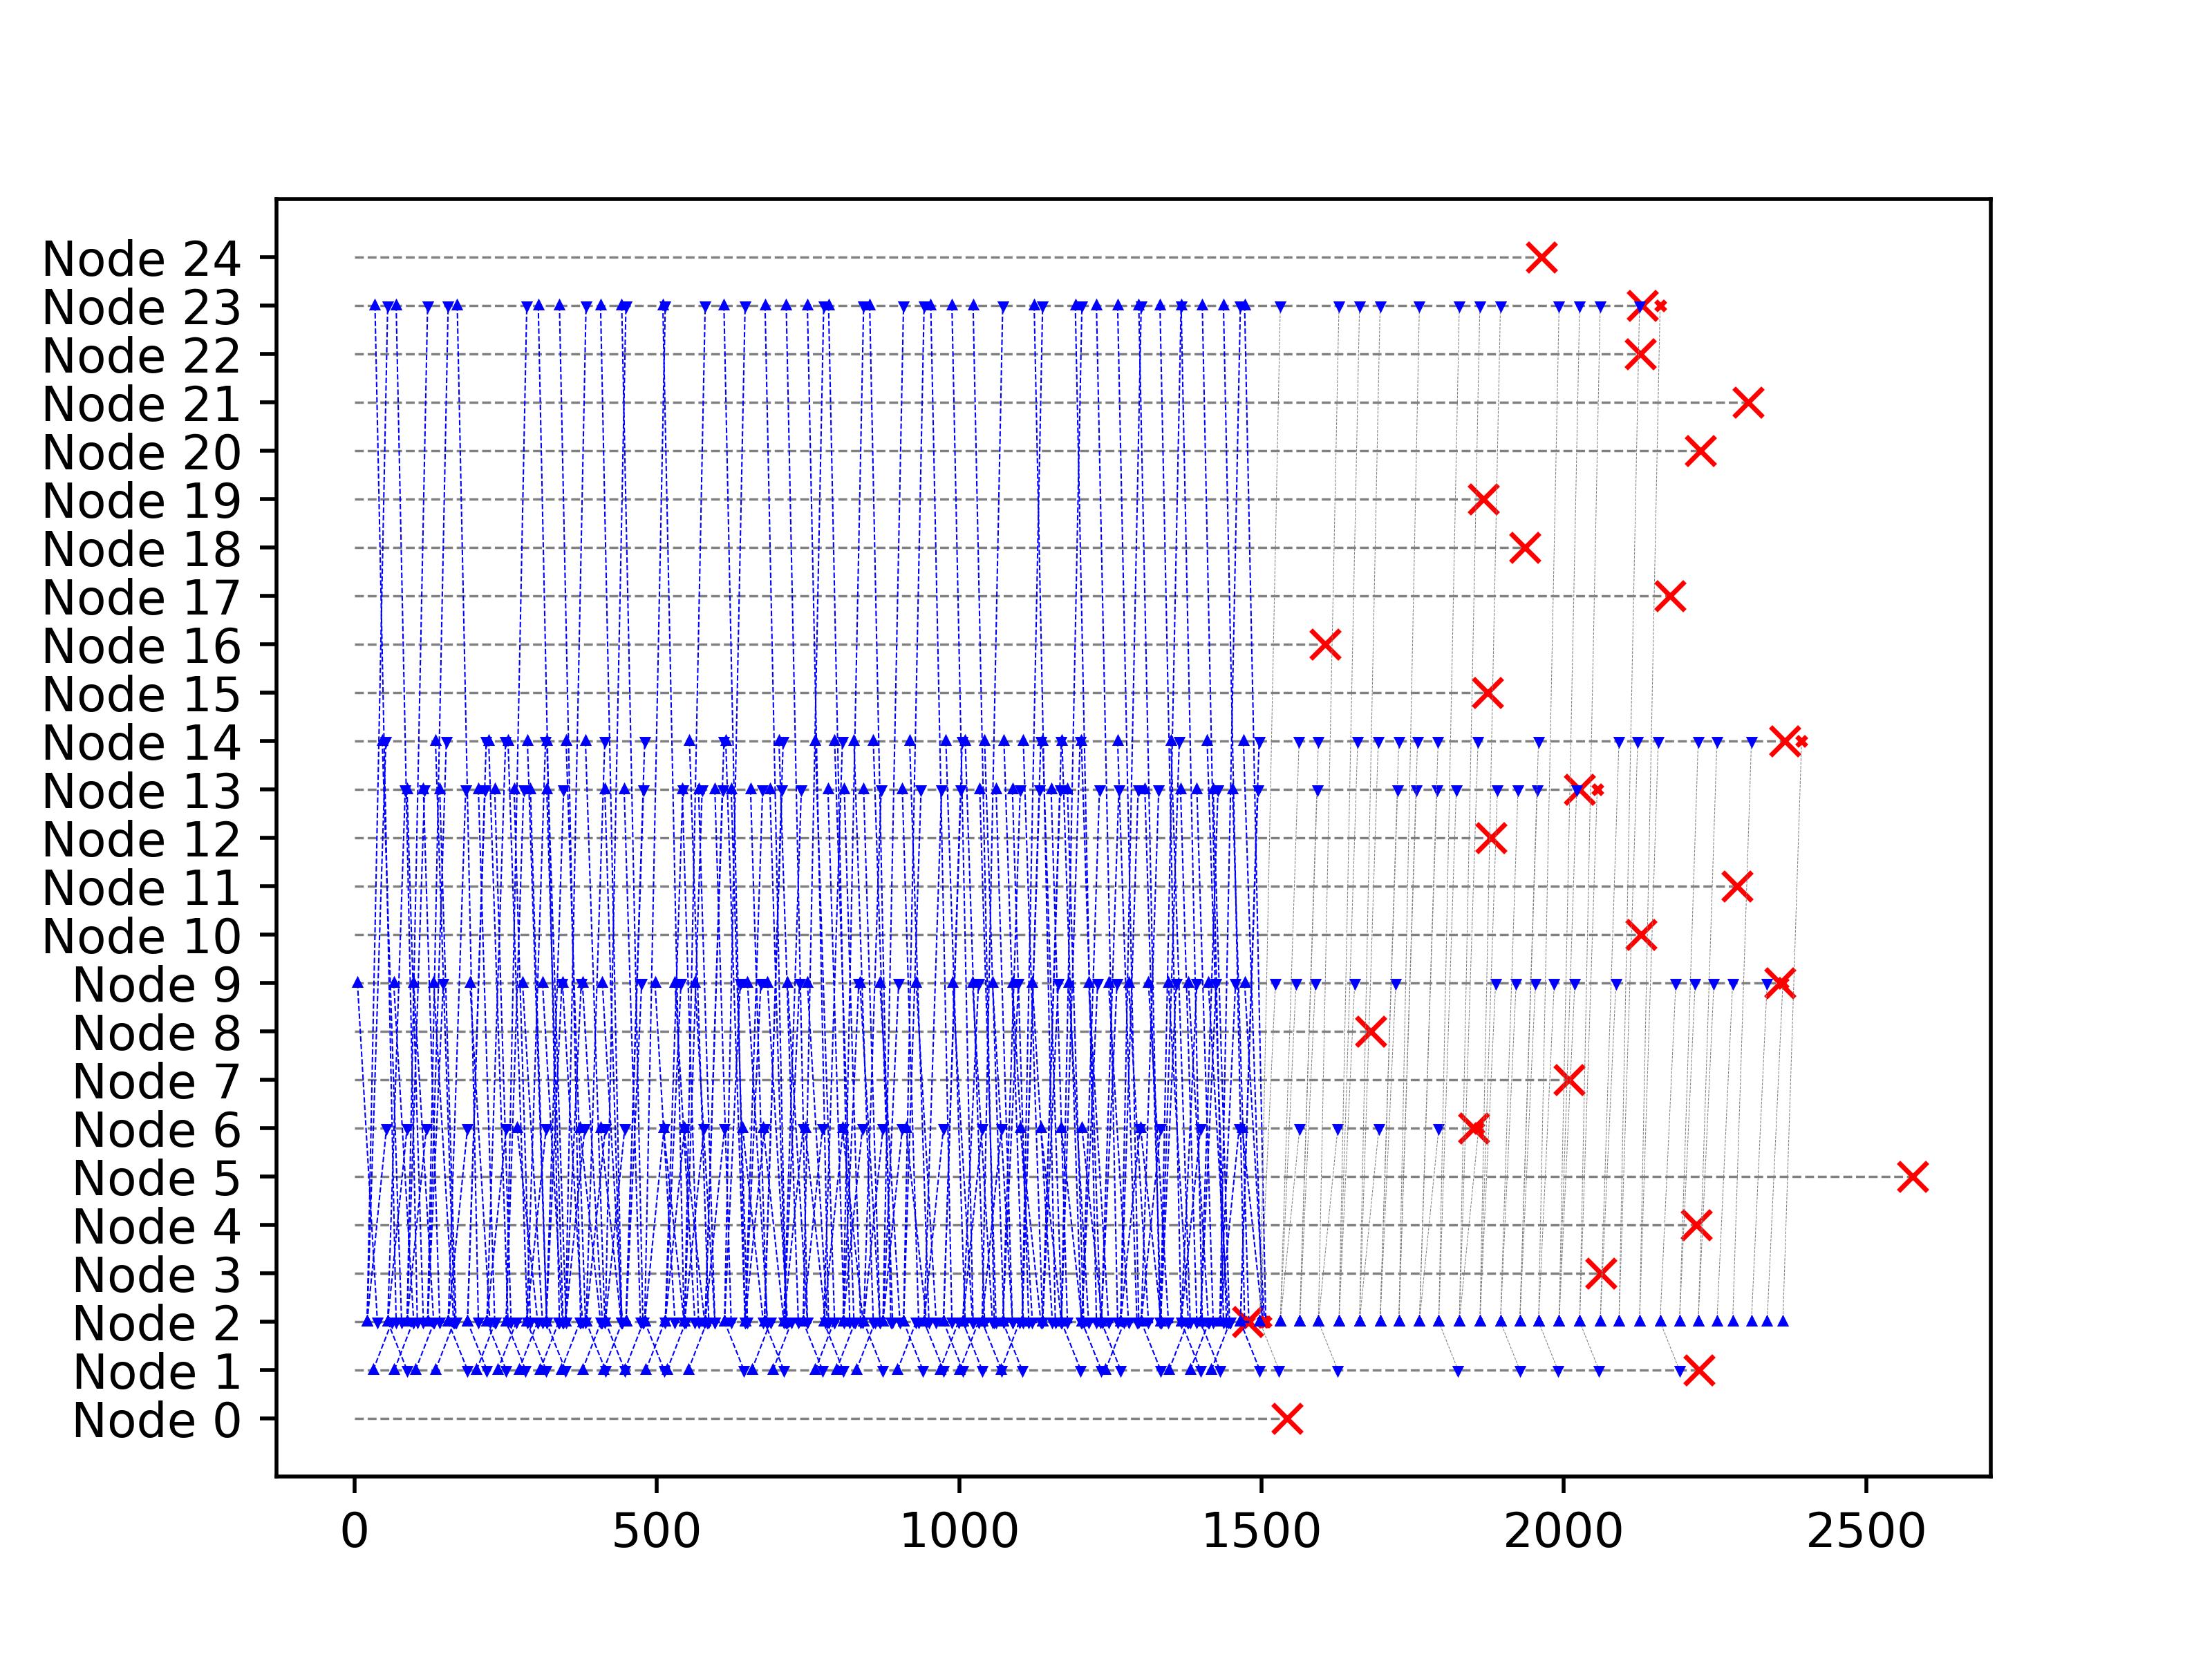 Node 24
Node 23
Node 22
Node 21
Node 20
Node 19
Node 18
Node 17
Node 16
Node 15
Node 14
Node 13
Node 12
Node 11
Node 10
Node 9
Node 8
Node 7
Node 6
Node 5
Node 4
Node 3
Node 2
Node 1
Node 0
0 500 1000 1500 2000 2500